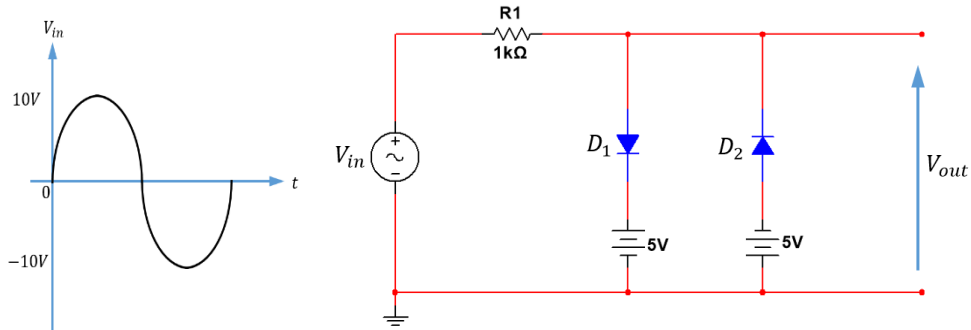 V_in
10V
0
t
−10V
R1
1kΩ
V_in
+
−
D_1
D_2
5V
5V
V_out